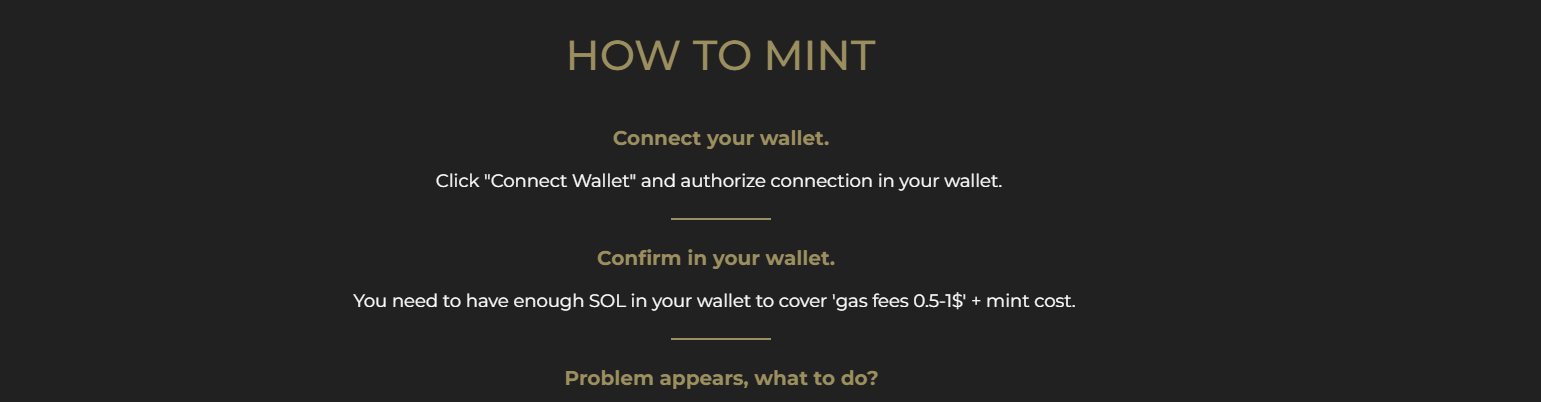 HOW TO MINT
Connect your wallet.
Click "Connect Wallet" and authorize connection in your wallet.
Confirm in your wallet.
You need to have enough SOL in your wallet to cover 'gas fees 0.5-1$' + mint cost.
Problem appears, what to do?